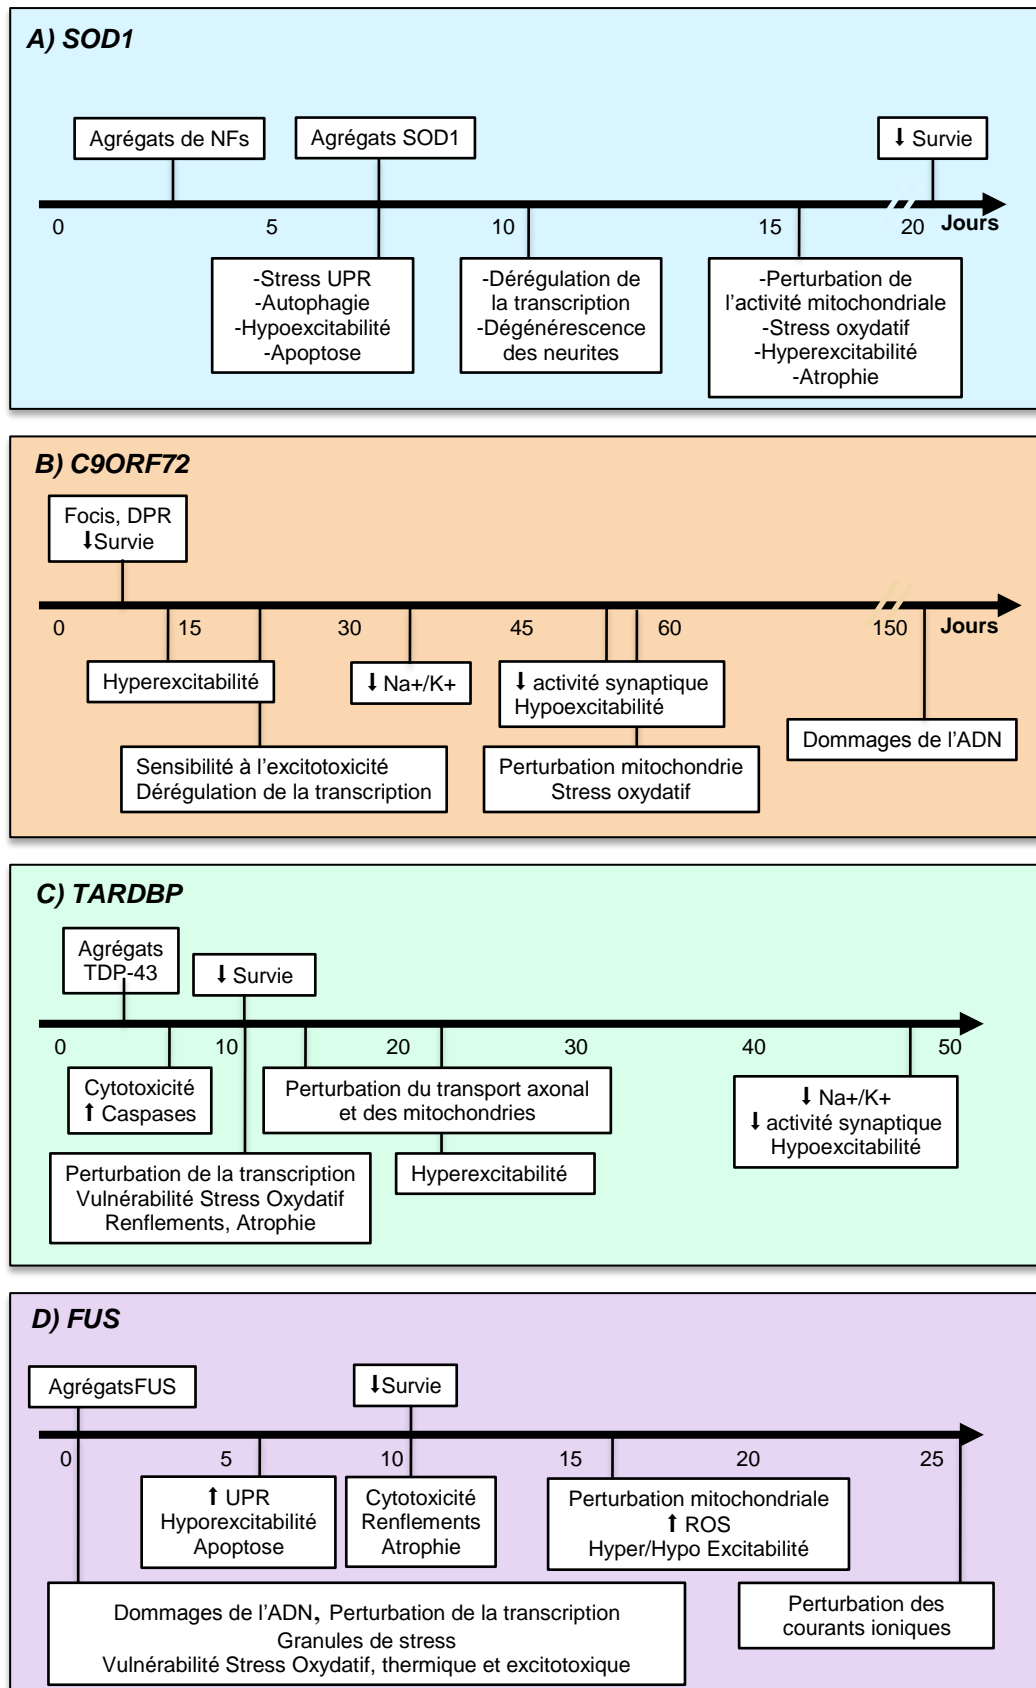 A) SOD1
Agrégats de NFs
Agrégats SOD1
⬇ Survie
0 5 10 15 20 Jours
-Stress UPR
-Autophagie
-Hypoexcitabilité
-Apoptose
-Dérégulation de
la transcription
-Dégénérescence
des neurites
-Perturbation de
l’activité mitochondriale
-Stress oxydatif
-Hyperexcitabilité
-Atrophie
B) C9ORF72
Focis, DPR
⬇Survie
0 15 30 45 60 150 Jours
Hyperexcitabilité
⬇ Na+/K+
⬇ activité synaptique
Hypoexcitabilité
Dommages de l’ADN
Sensibilité à l’excitotoxicité
Dérégulation de la transcription
Perturbation mitochondrie
Stress oxydatif
C) TARDBP
Agrégats
TDP-43
⬇ Survie
0 10 20 30 40 50
Cytotoxicité
⬆ Caspases
Perturbation du transport axonal
et des mitochondries
⬇ Na+/K+
⬇ activité synaptique
Hypoexcitabilité
Perturbation de la transcription
Vulnérabilité Stress Oxydatif
Renflements, Atrophie
Hyperexcitabilité
D) FUS
AgrégatsFUS
⬇Survie
0 5 10 15 20 25
⬆ UPR
Hyporexcitabilité
Apoptose
Cytotoxicité
Renflements
Atrophie
Perturbation mitochondriale
⬆ ROS
Hyper/Hypo Excitabilité
Dommages de l’ADN, Perturbation de la transcription
Granules de stress
Vulnérabilité Stress Oxydatif, thermique et excitotoxique
Perturbation des
courants ioniques